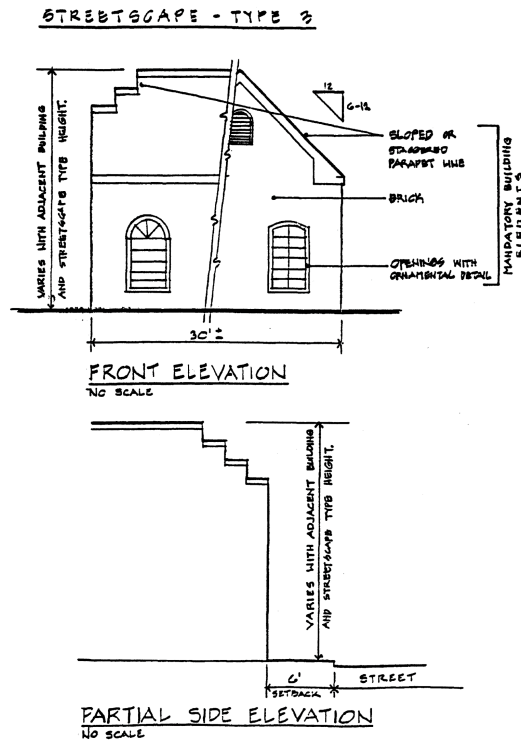 STREETSCAPE - TYPE 3
12
6-12
SLOPED OR
STAGGERED
PARAPET LINE
BRICK
OPENINGS WITH
ORNAMENTAL DETAIL
MANDATORY BUILDING
ELEMENTS
VARIES WITH ADJACENT BUILDING
AND STREETSCAPE TYPE HEIGHT.
30' ±
FRONT ELEVATION
NO SCALE
VARIES WITH ADJACENT BUILDING
AND STREETSCAPE TYPE HEIGHT.
6'
SETBACK
STREET
PARTIAL SIDE ELEVATION
NO SCALE